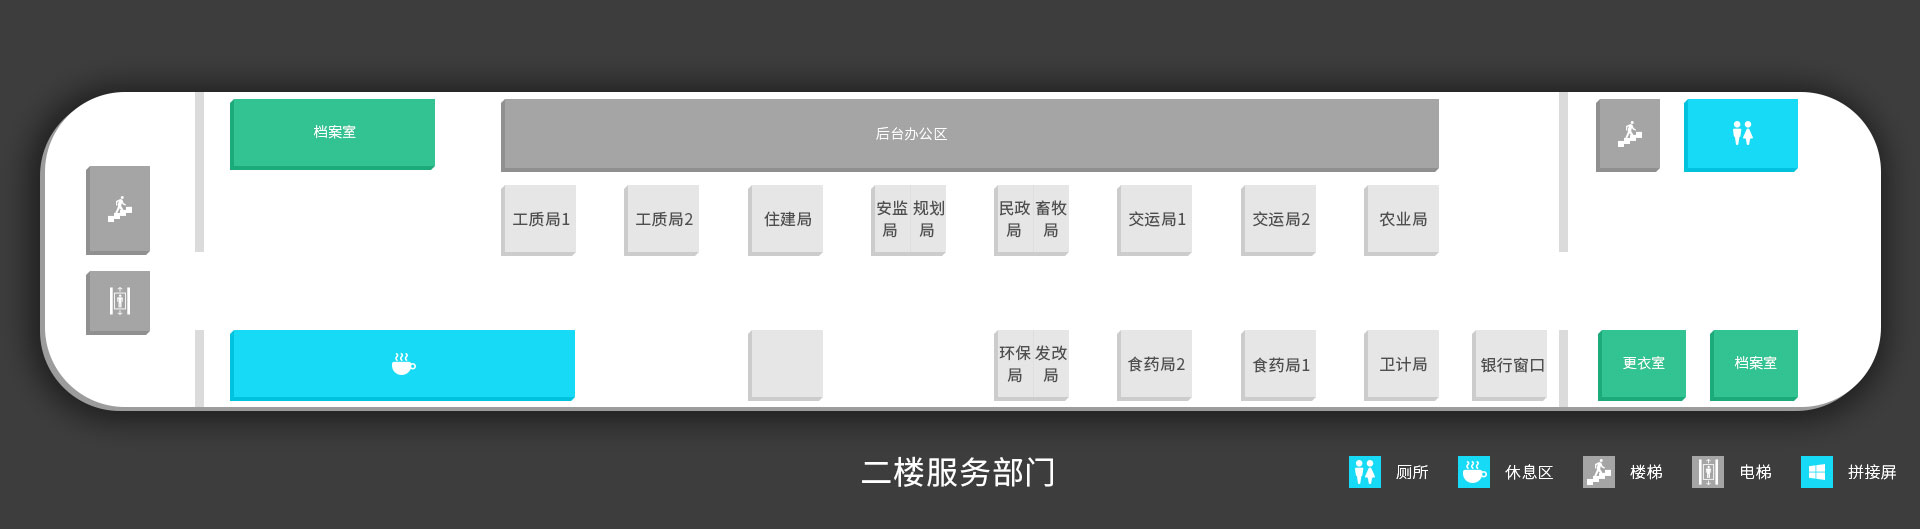 档案室
后台办公区
工质局1
工质局2
住建局
安监
局
规划
局
民政
局
畜牧
局
交运局1
交运局2
农业局
环保
局
发改
局
食药局2
食药局1
卫计局
银行窗口
更衣室
档案室
二楼服务部门
厕所
休息区
楼梯
电梯
拼接屏